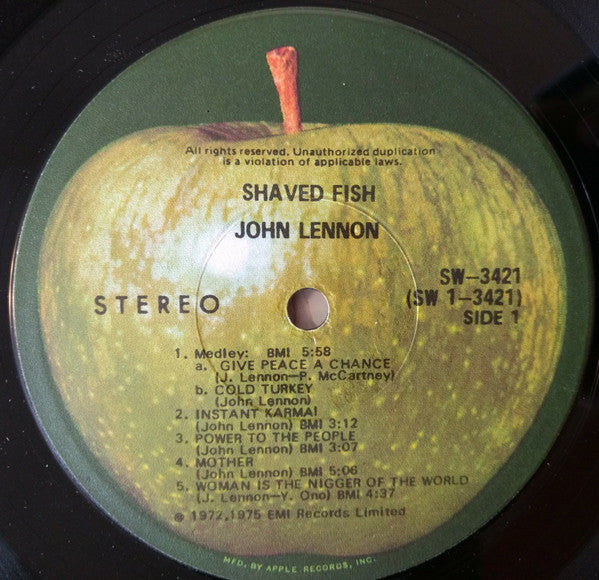 All rights reserved. Unauthorized duplication
is a violation of applicable laws.
SHAVED FISH
JOHN LENNON
STEREO
SW—3421
(SW 1—3421)
SIDE 1
1. Medley: BMI 5:58
a. GIVE PEACE A CHANCE
(J. Lennon—P. McCartney)
b. COLD TURKEY
(John Lennon)
2. INSTANT KARMA!
(John Lennon) BMI 3:12
3. POWER TO THE PEOPLE
(John Lennon) BMI 3:07
4. MOTHER
(John Lennon) BMI 5:06
5. WOMAN IS THE NIGGER OF THE WORLD
(J. Lennon—Y. Ono) BMI 4:37
℗ 1972,1975 EMI Records Limited
MFD. BY APPLE RECORDS, INC.